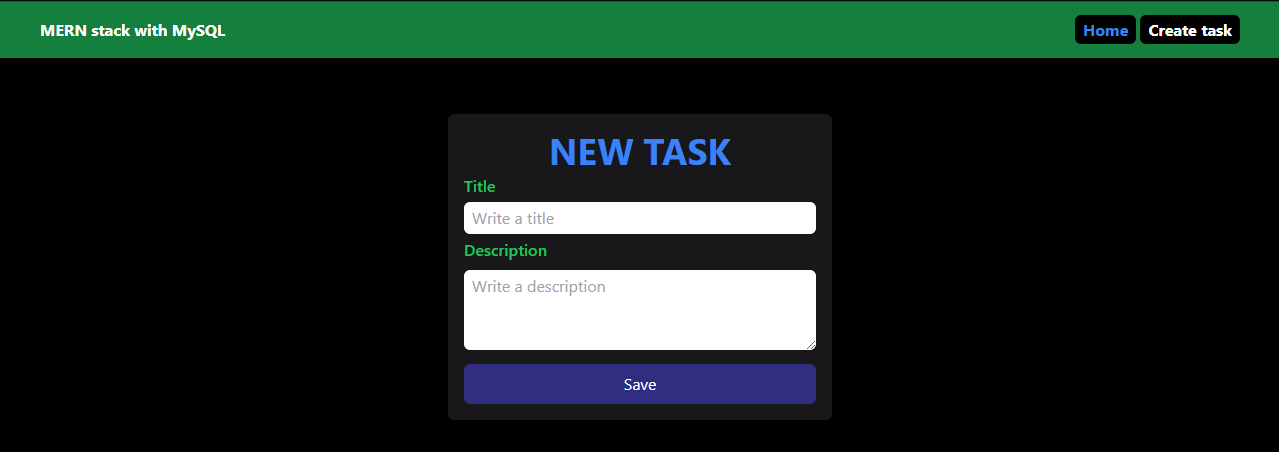 MERN stack with MySQL
Home Create task
NEW TASK
Title
Write a title
Description
Write a description
Save